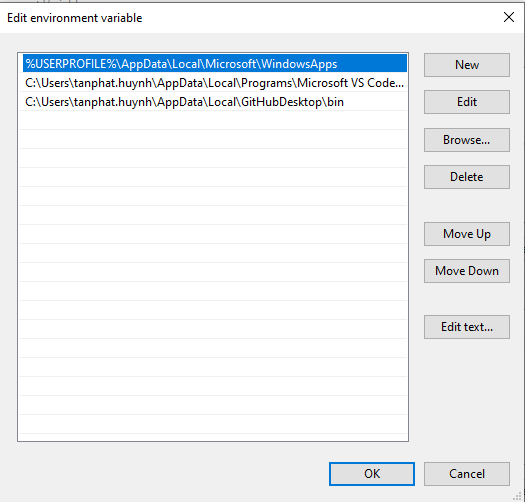 Edit environment variable
%USERPROFILE%\AppData\Local\Microsoft\WindowsApps
C:\Users\tanphat.huynh\AppData\Local\Programs\Microsoft VS Code...
C:\Users\tanphat.huynh\AppData\Local\GitHubDesktop\bin
New
Edit
Browse...
Delete
Move Up
Move Down
Edit text...
OK
Cancel